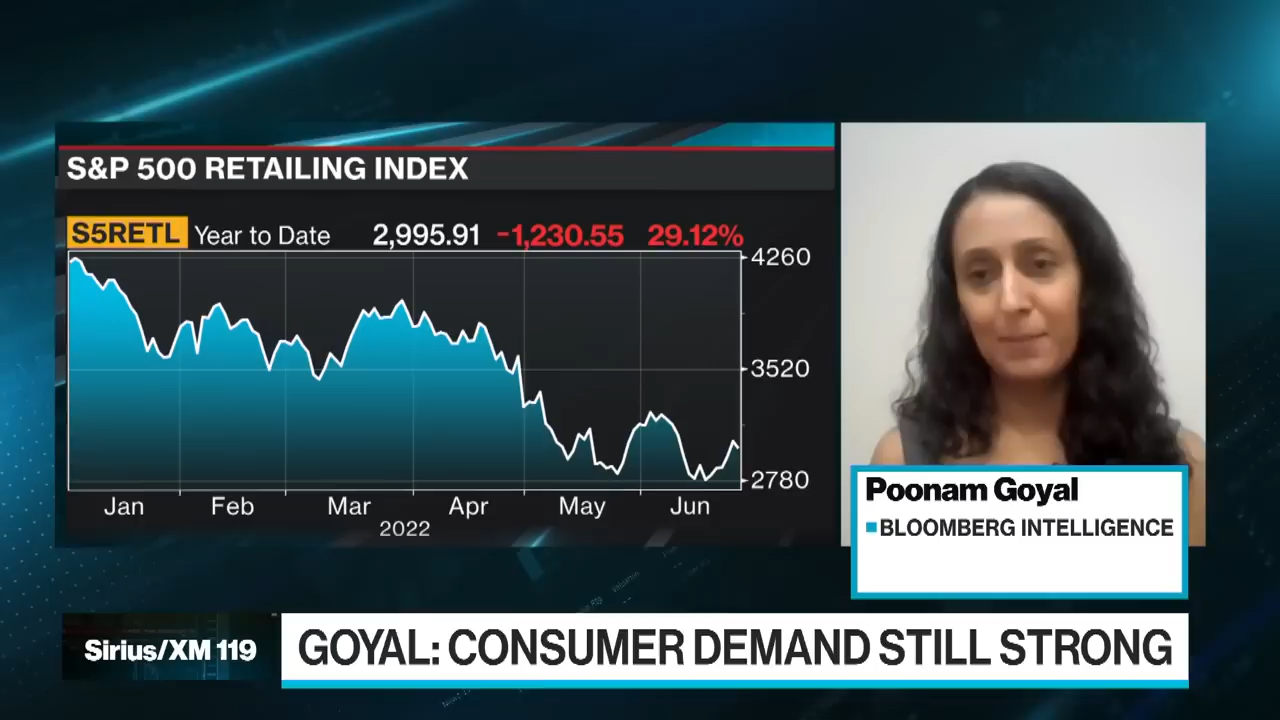 S&P 500 RETAILING INDEX
S5RETL Year to Date 2,995.91 -1,230.55 29.12%
4260
3520
2780
Jan Feb Mar Apr May Jun
2022
Poonam Goyal
BLOOMBERG INTELLIGENCE
Sirius/XM 119
GOYAL: CONSUMER DEMAND STILL STRONG